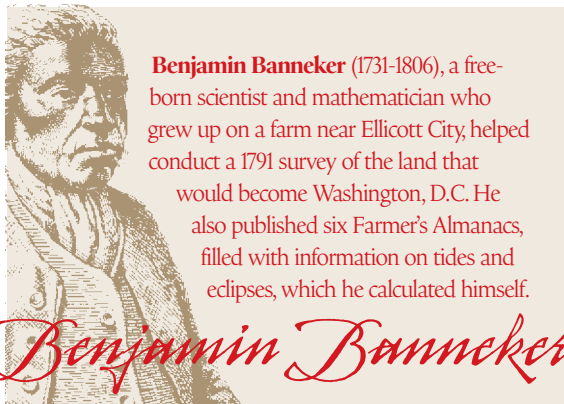 Benjamin Banneker (1731-1806), a free-
born scientist and mathematician who
grew up on a farm near Ellicott City, helped
conduct a 1791 survey of the land that
would become Washington, D.C. He
also published six Farmer's Almanacs,
filled with information on tides and
eclipses, which he calculated himself.
Benjamin Banneker